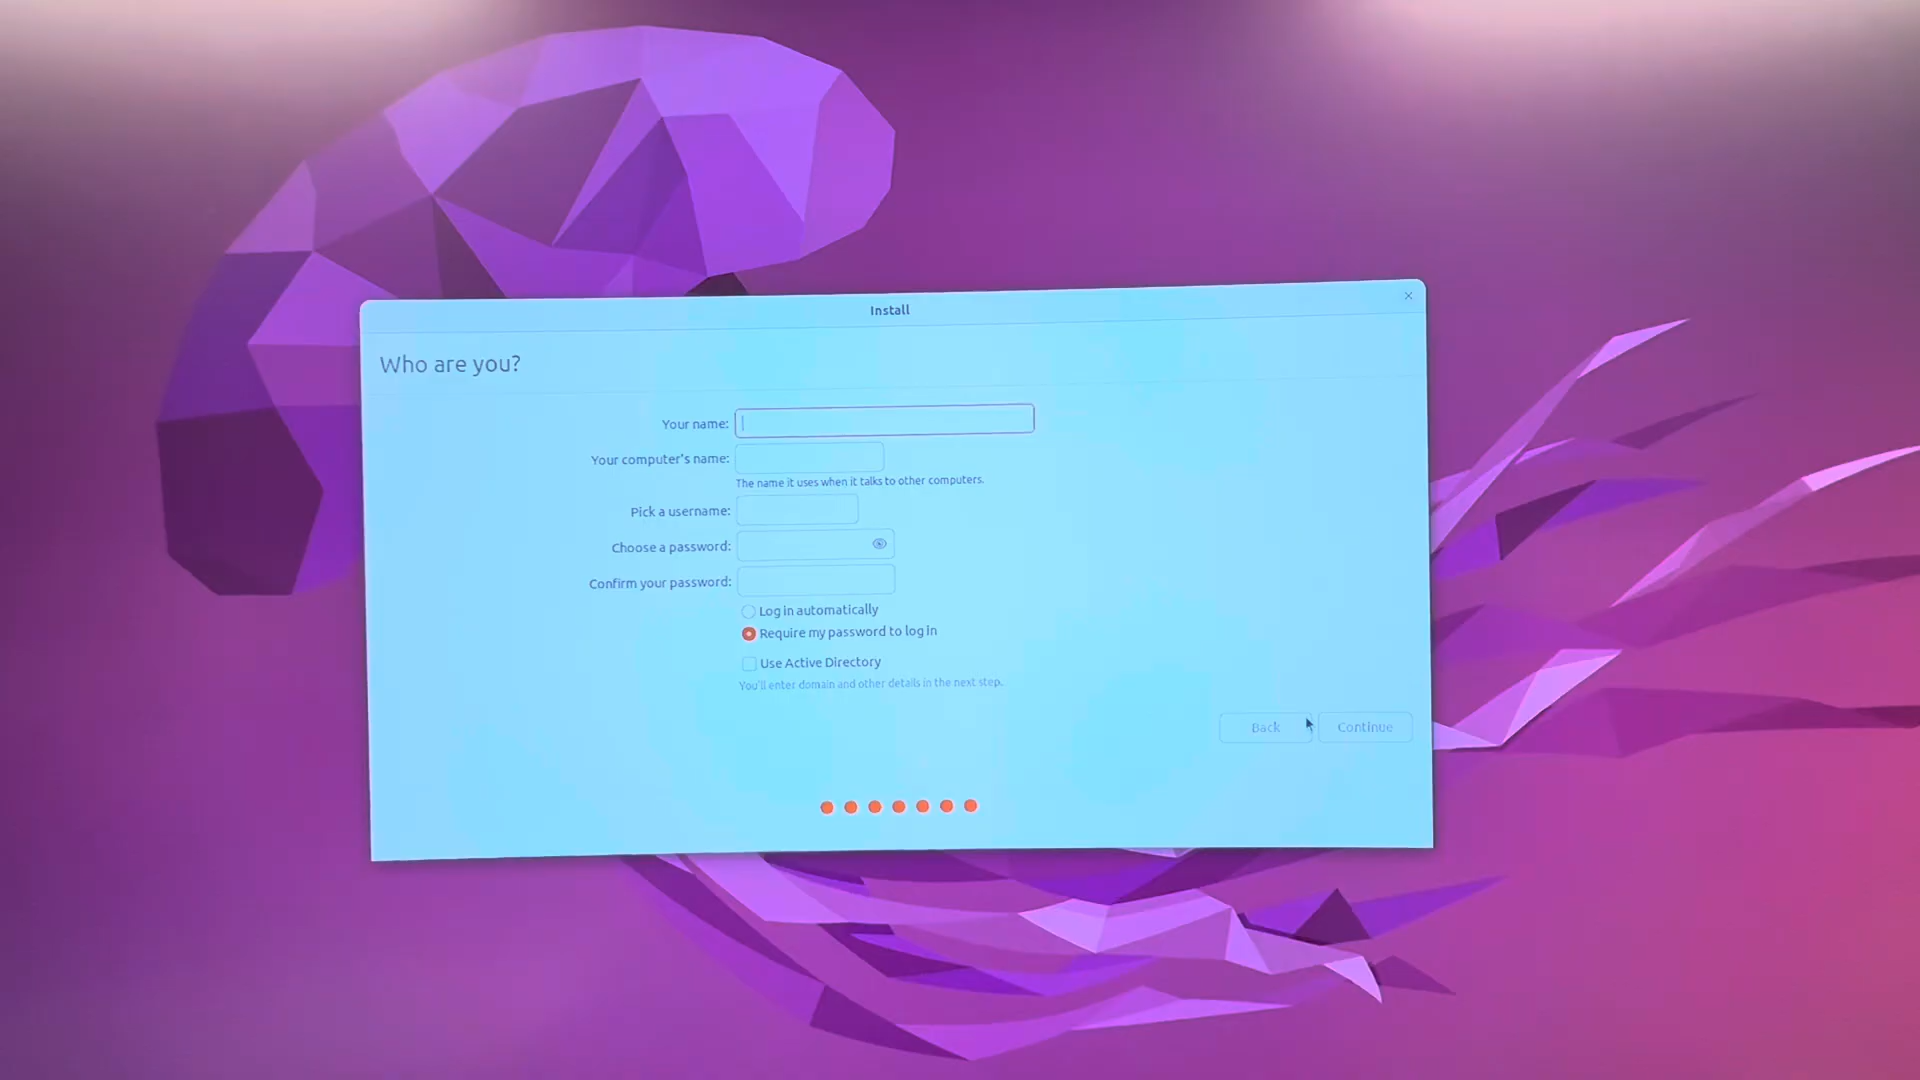 Install
Who are you?
Your name:
Your computer's name:
The name it uses when it talks to other computers.
Pick a username:
Choose a password:
Confirm your password:
Log in automatically
Require my password to log in
Use Active Directory
You'll enter domain and other details in the next step.
Back
Continue